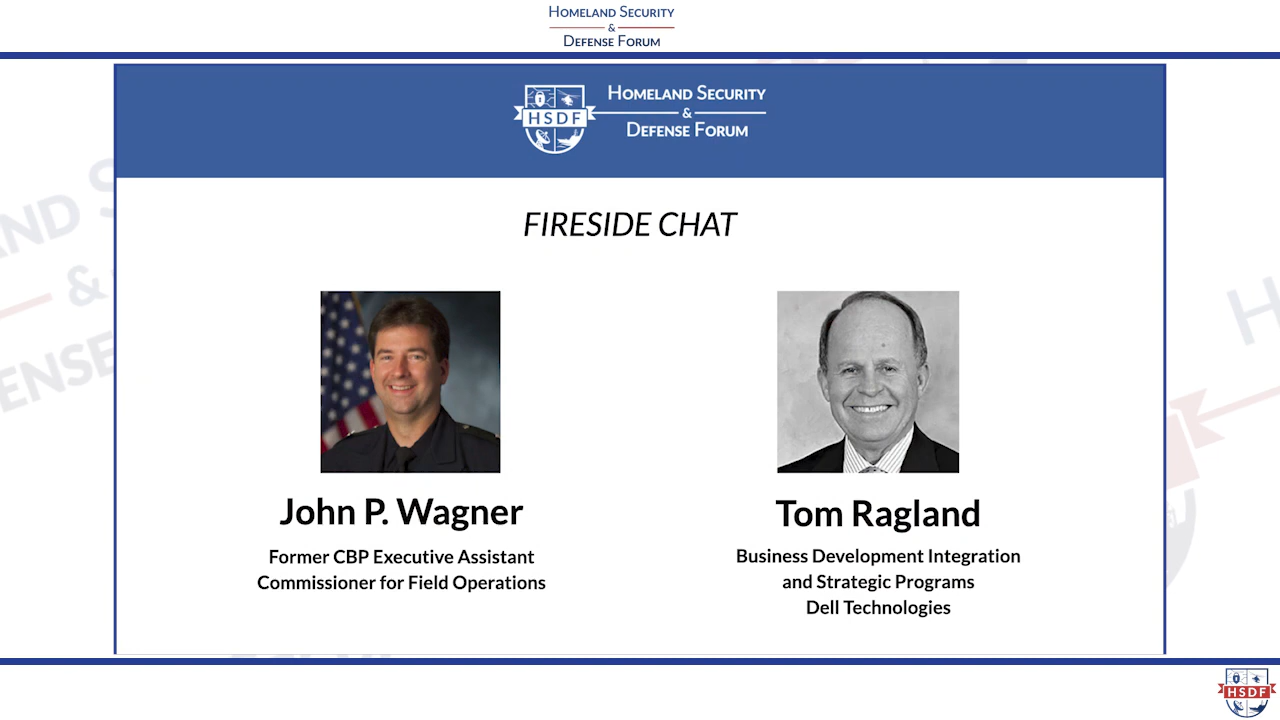 Homeland Security
&
Defense Forum
HSDF
Homeland Security
&
Defense Forum
FIRESIDE CHAT
John P. Wagner
Former CBP Executive Assistant
Commissioner for Field Operations
Tom Ragland
Business Development Integration
and Strategic Programs
Dell Technologies
HSDF